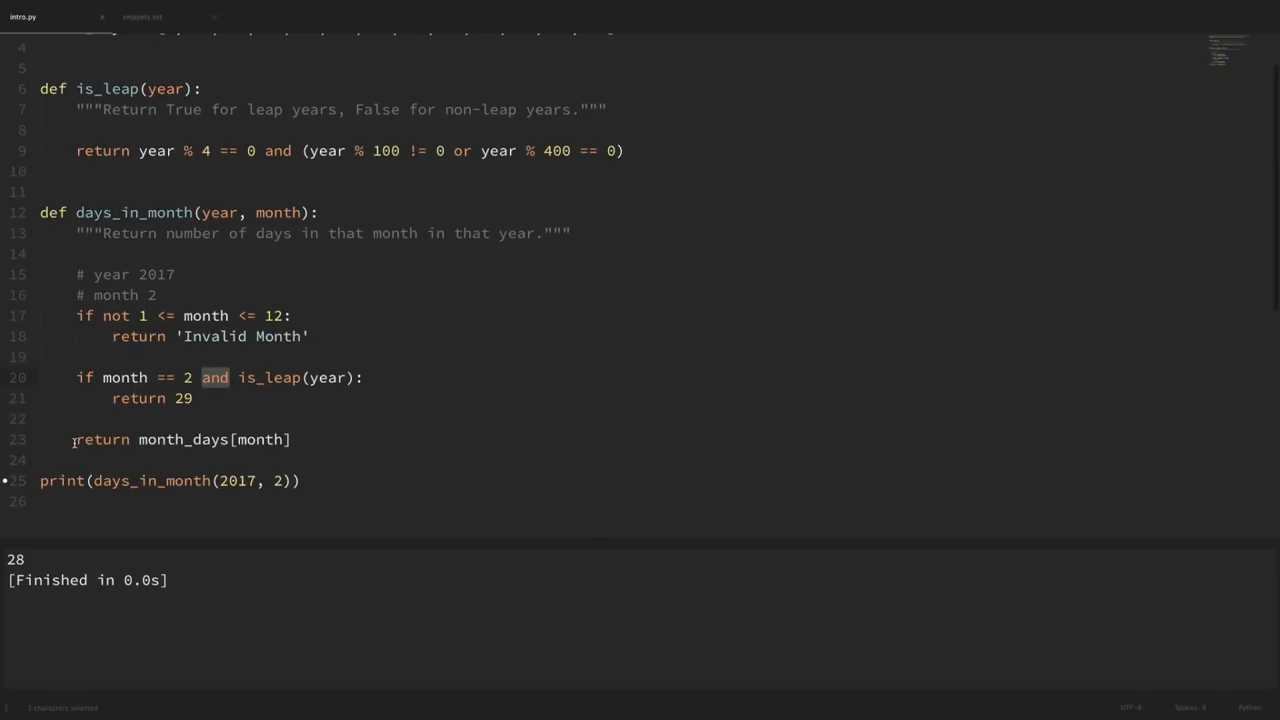 intro.py × snippets.txt ×
4
5
6 def is_leap(year):
7 """Return True for leap years, False for non-leap years."""
8
9 return year % 4 == 0 and (year % 100 != 0 or year % 400 == 0)
10
11
12 def days_in_month(year, month):
13 """Return number of days in that month in that year."""
14
15 # year 2017
16 # month 2
17 if not 1 <= month <= 12:
18 return 'Invalid Month'
19
20 if month == 2 and is_leap(year):
21 return 29
22
23 return month_days[month]
24
25 print(days_in_month(2017, 2))
26
28
[Finished in 0.0s]
3 characters selected UTF-8 Spaces: 4 Python